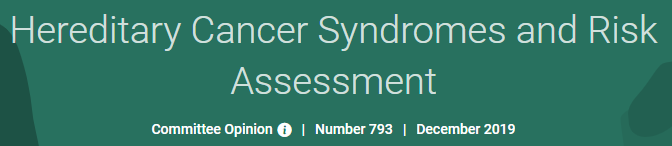 Hereditary Cancer Syndromes and Risk
Assessment
Committee Opinion i | Number 793 | December 2019